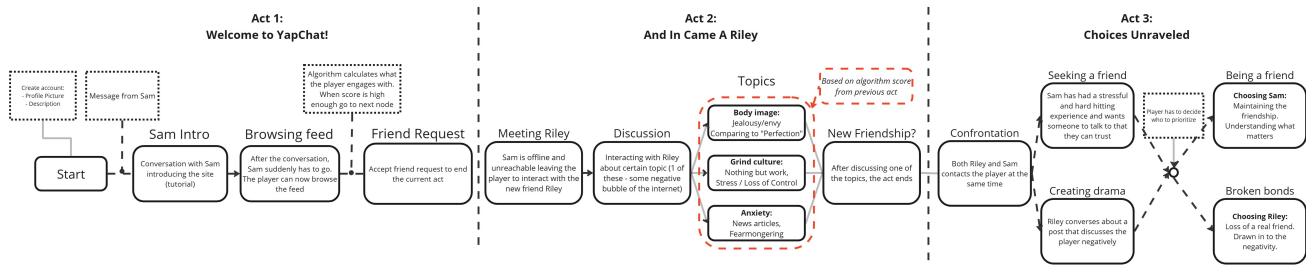 Act 1:
Welcome to YapChat!
Create account:
- Profile Picture
- Description
Message from Sam
Algorithm calculates what
the player engages with.
When score is high
enough go to next node
Start
Sam Intro
Conversation with Sam
introducing the site
(tutorial)
Browsing feed
After the conversation,
Sam suddenly has to go.
The player can now browse
the feed
Friend Request
Accept friend request to end
the current act
Act 2:
And In Came A Riley
Meeting Riley
Sam is offline and
unreachable leaving the
player to interact with the
new friend Riley
Discussion
Interacting with Riley
about certain topic (1 of
these - some negative
bubble of the internet)
Topics
Based on algorithm score
from previous act
Body image:
Jealousy/envy
Comparing to "Perfection"
Grind culture:
Nothing but work,
Stress / Loss of Control
Anxiety:
News articles,
Fearmongering
New Friendship?
After discussing one of
the topics, the act ends
Act 3:
Choices Unraveled
Confrontation
Both Riley and Sam
contacts the player at the
same time
Seeking a friend
Sam has had a stressful
and hard hitting
experience and wants
someone to talk to that
they can trust
Creating drama
Riley converses about a
post that discusses the
player negatively
Player has to decide
who to prioritize
Being a friend
Choosing Sam:
Maintaining the
friendship.
Understanding what
matters
Broken bonds
Choosing Riley:
Loss of a real friend.
Drawn in to the
negativity.